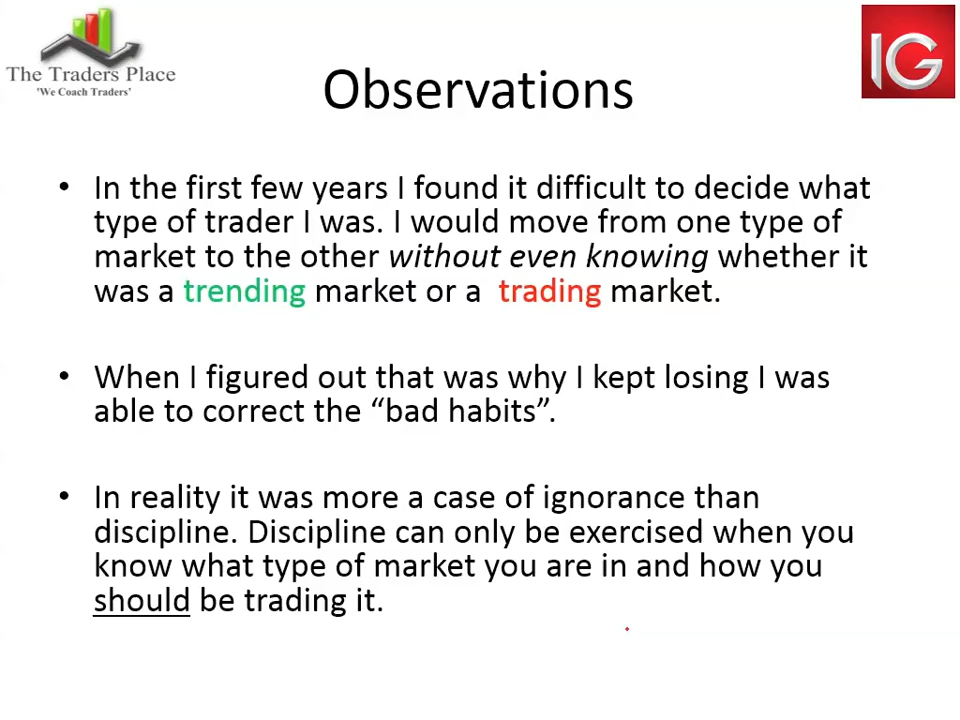 The Traders Place
'We Coach Traders'
IG
Observations
• In the first few years I found it difficult to decide what
type of trader I was. I would move from one type of
market to the other without even knowing whether it
was a trending market or a  trading market.
• When I figured out that was why I kept losing I was
able to correct the “bad habits”.
• In reality it was more a case of ignorance than
discipline. Discipline can only be exercised when you
know what type of market you are in and how you
should be trading it.